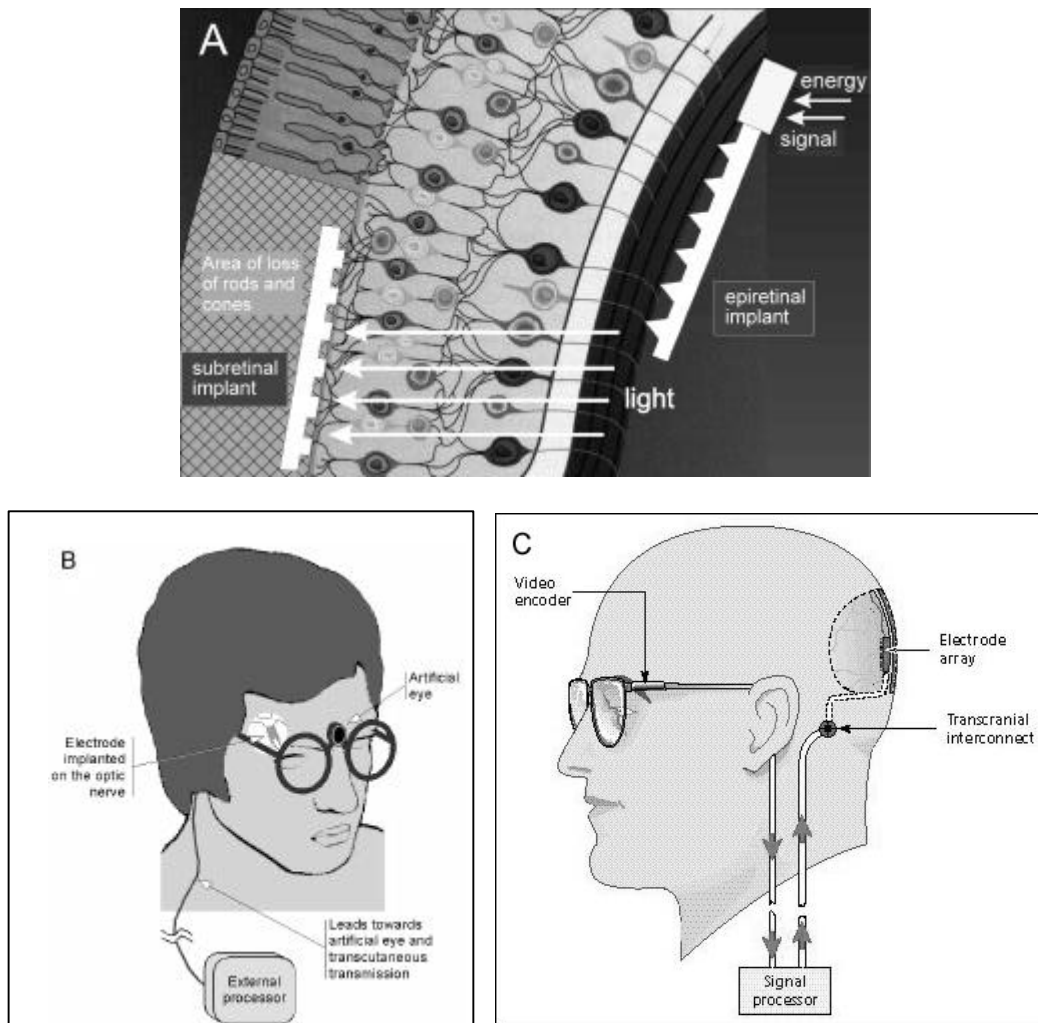 A
energy
signal
Area of loss
of rods and
cones
epiretinal
implant
subretinal
implant
light
B
Artificial
eye
Electrode
implanted
on the optic
nerve
Leads towards
artificial eye and
transcutaneous
transmission
External
processor
C
Video
encoder
Electrode
array
Transcranial
interconnect
Signal
processor